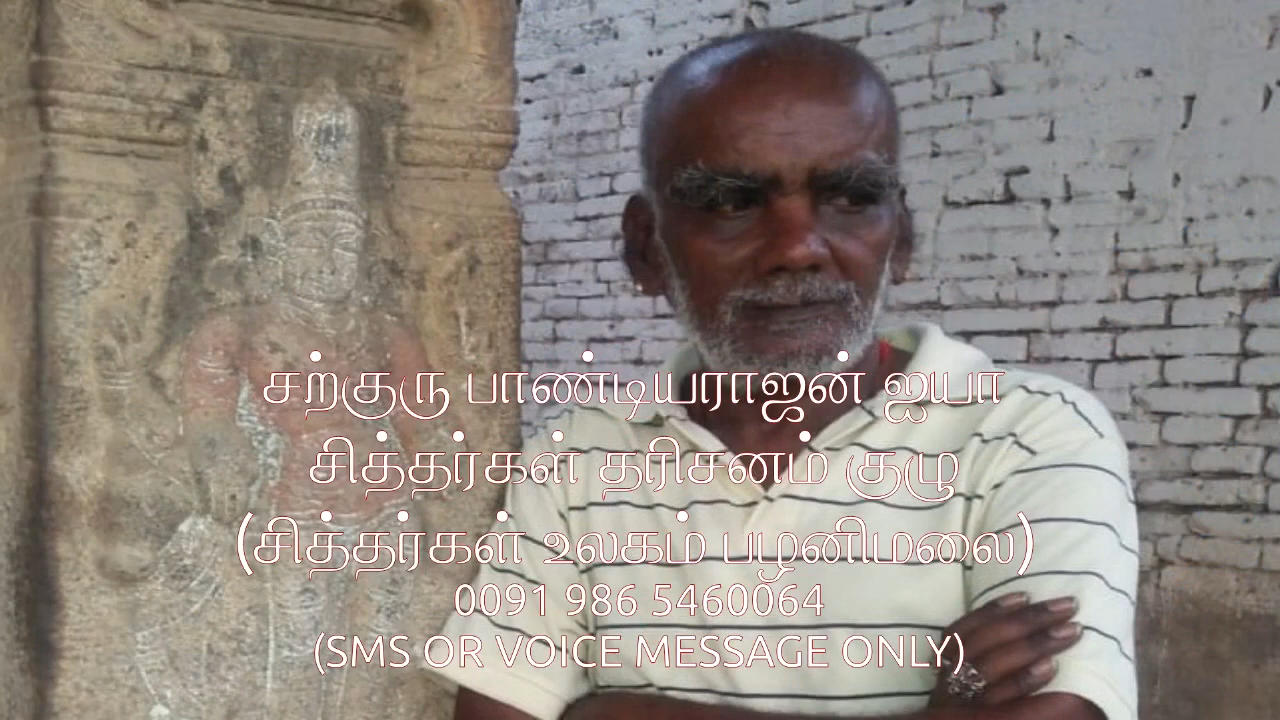 சற்குரு பாண்டியராஜன் ஐயா
சித்தர்கள் தரிசனம் குழு
(சித்தர்கள் உலகம் பழனிமலை)
0091 986 5460064
(SMS OR VOICE MESSAGE ONLY)